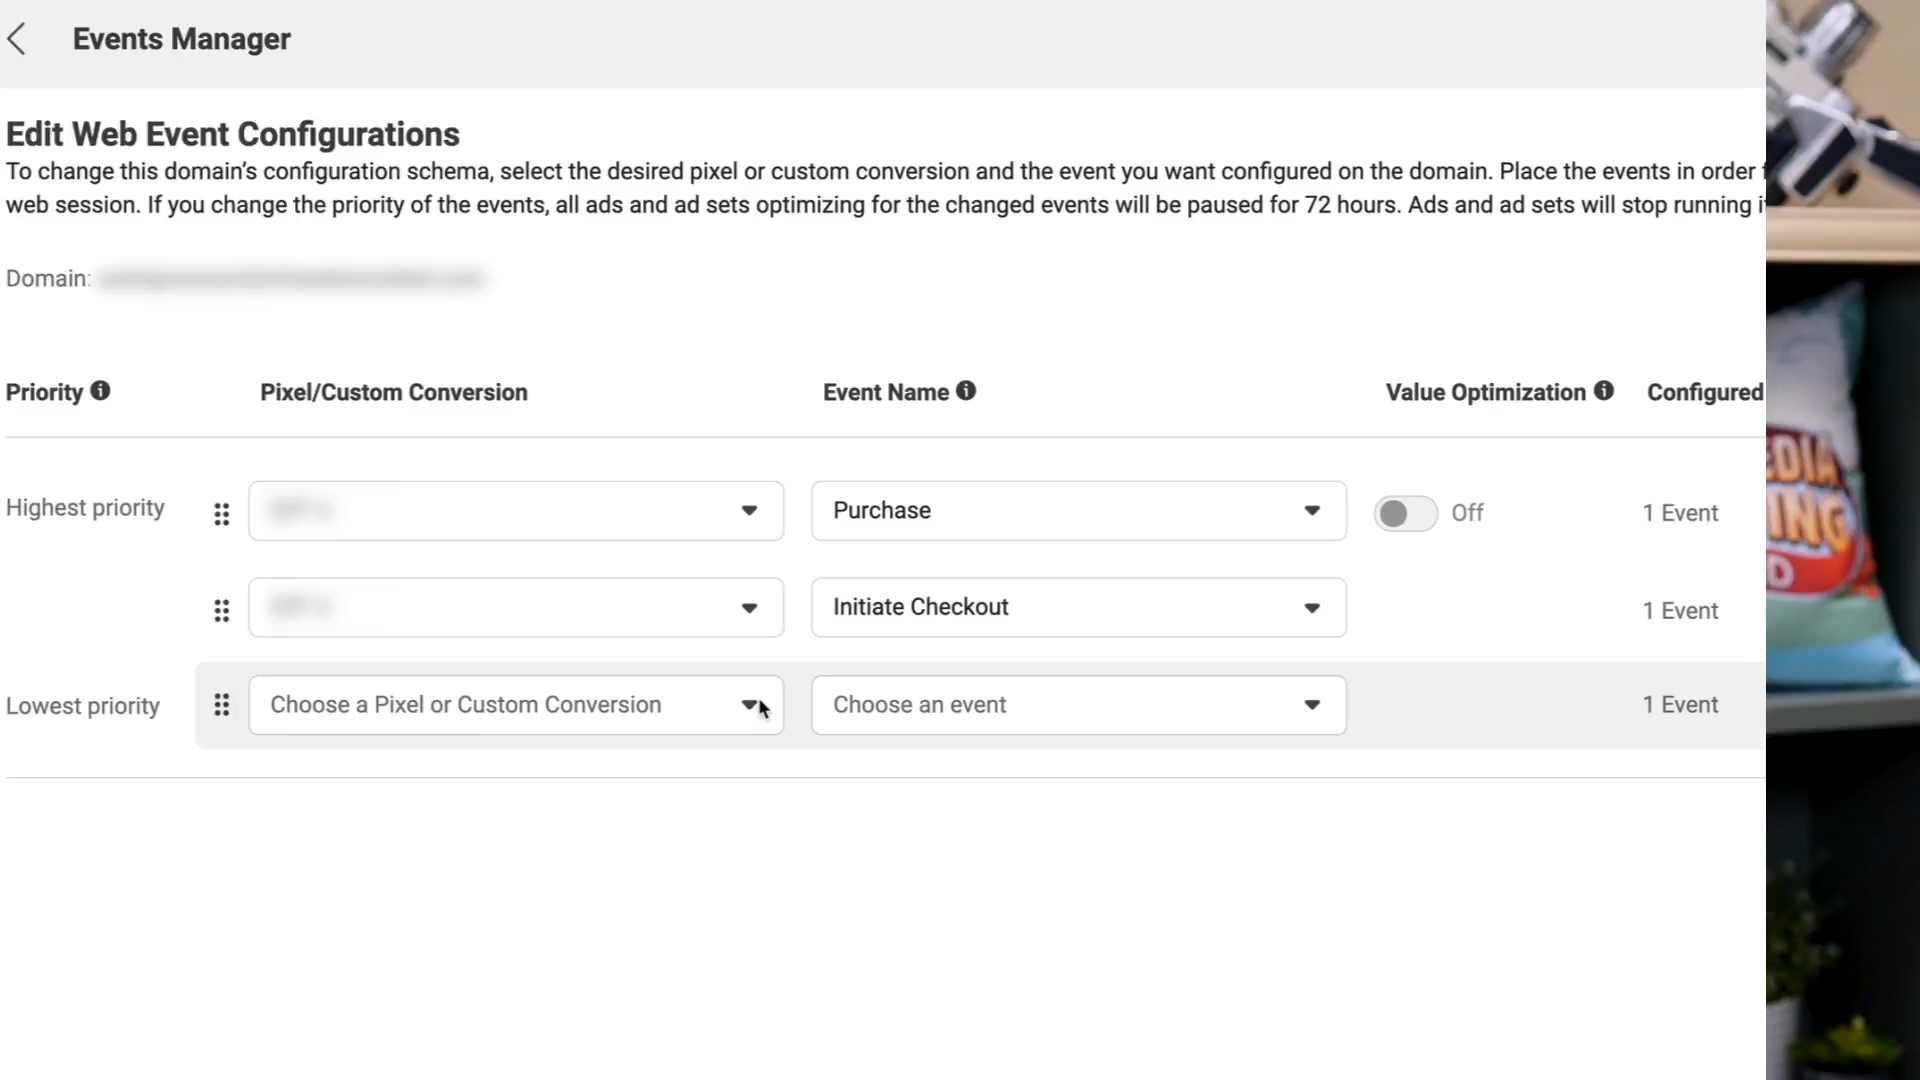 Events Manager
Edit Web Event Configurations
To change this domain's configuration schema, select the desired pixel or custom conversion and the event you want configured on the domain. Place the events in order
web session. If you change the priority of the events, all ads and ad sets optimizing for the changed events will be paused for 72 hours. Ads and ad sets will stop running
Domain:
Priority Pixel/Custom Conversion Event Name Value Optimization Configured
Highest priority Purchase Off 1 Event
Initiate Checkout 1 Event
Lowest priority Choose a Pixel or Custom Conversion Choose an event 1 Event
EDIA
ING